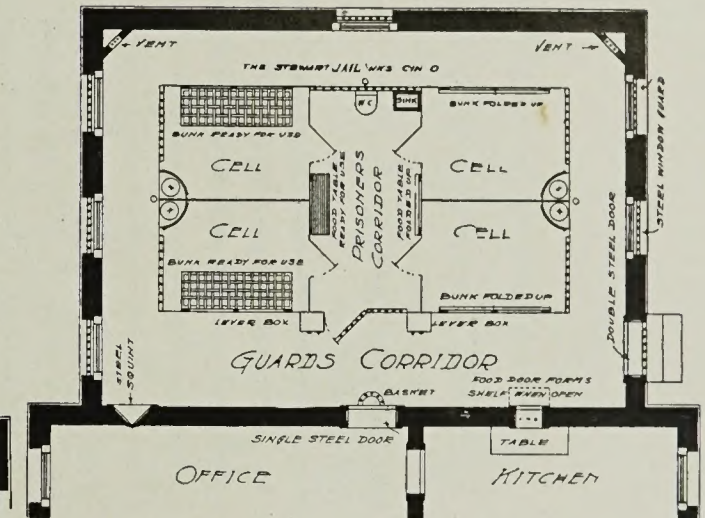 VENT
VENT
THE STEWART JAIL WKS CIN O
WC
SINK
BUNK READY FOR USE
BUNK FOLDED UP
CELL
CELL
FOOD TABLE
READY FOR USE
PRISONERS
CORRIDOR
FOOD TABLE
FOLDED UP
STEEL WINDOW GUARD
CELL
CELL
BUNK READY FOR USE
BUNK FOLDED UP
LEVER BOX
LEVER BOX
DOUBLE STEEL DOOR
STEEL
SQUINT
GUARDS CORRIDOR
BASKET
FOOD DOOR FORMS
SHELF WHEN OPEN
SINGLE STEEL DOOR
TABLE
OFFICE
KITCHEN